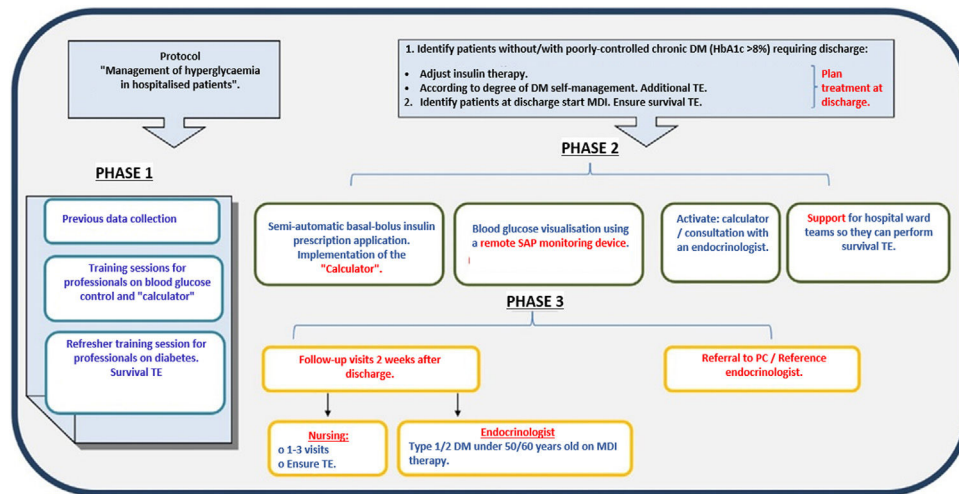 Protocol
"Management of hyperglycaemia
in hospitalised patients".
1. Identify patients without/with poorly-controlled chronic DM (HbA1c >8%) requiring discharge:
• Adjust insulin therapy.
• According to degree of DM self-management. Additional TE.
2. Identify patients at discharge start MDI. Ensure survival TE.
Plan
treatment at
discharge.
PHASE 1
Previous data collection
Training sessions for
professionals on blood glucose
control and "calculator"
Refresher training session for
professionals on diabetes.
Survival TE
PHASE 2
Semi-automatic basal-bolus insulin
prescription application.
Implementation of the
"Calculator".
Blood glucose visualisation using
a remote SAP monitoring device.
Activate: calculator
/ consultation with
an endocrinologist.
Support for hospital ward
teams so they can perform
survival TE.
PHASE 3
Follow-up visits 2 weeks after
discharge.
Referral to PC / Reference
endocrinologist.
Nursing:
o 1-3 visits
o Ensure TE.
Endocrinologist
Type 1/2 DM under 50/60 years old on MDI
therapy.